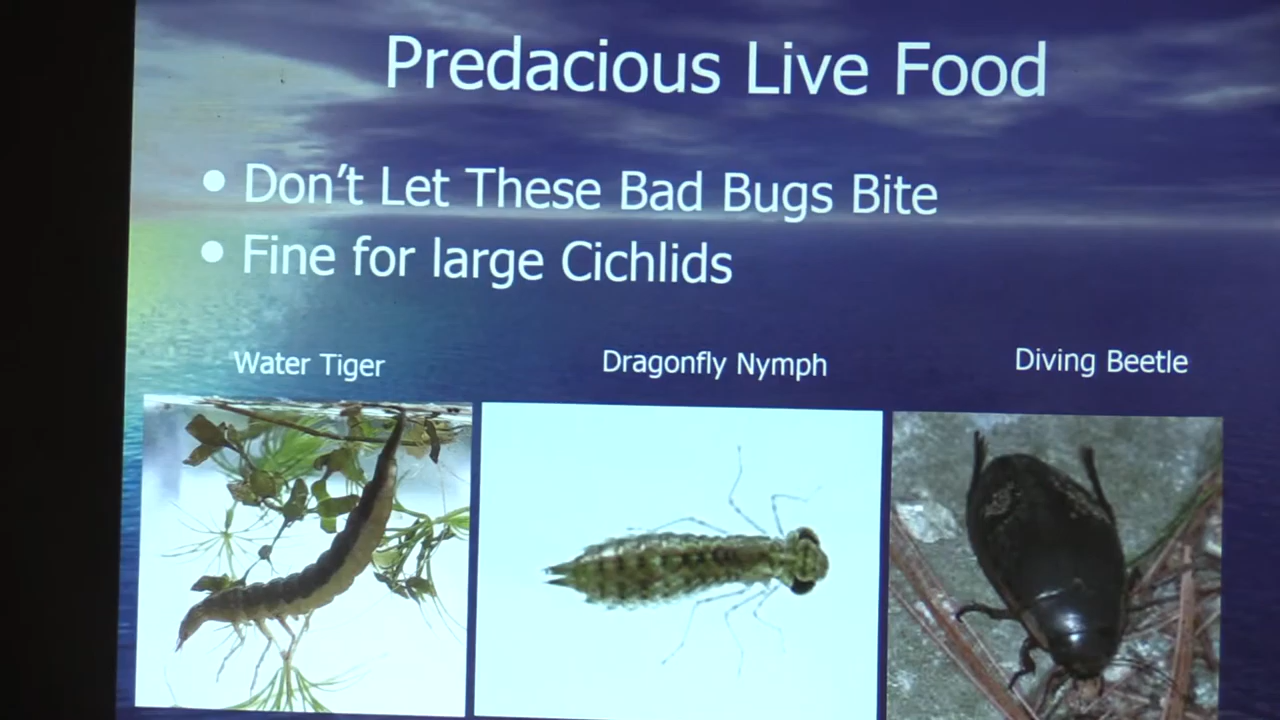 Predacious Live Food
• Don't Let These Bad Bugs Bite
• Fine for large Cichlids
Water Tiger
Dragonfly Nymph
Diving Beetle